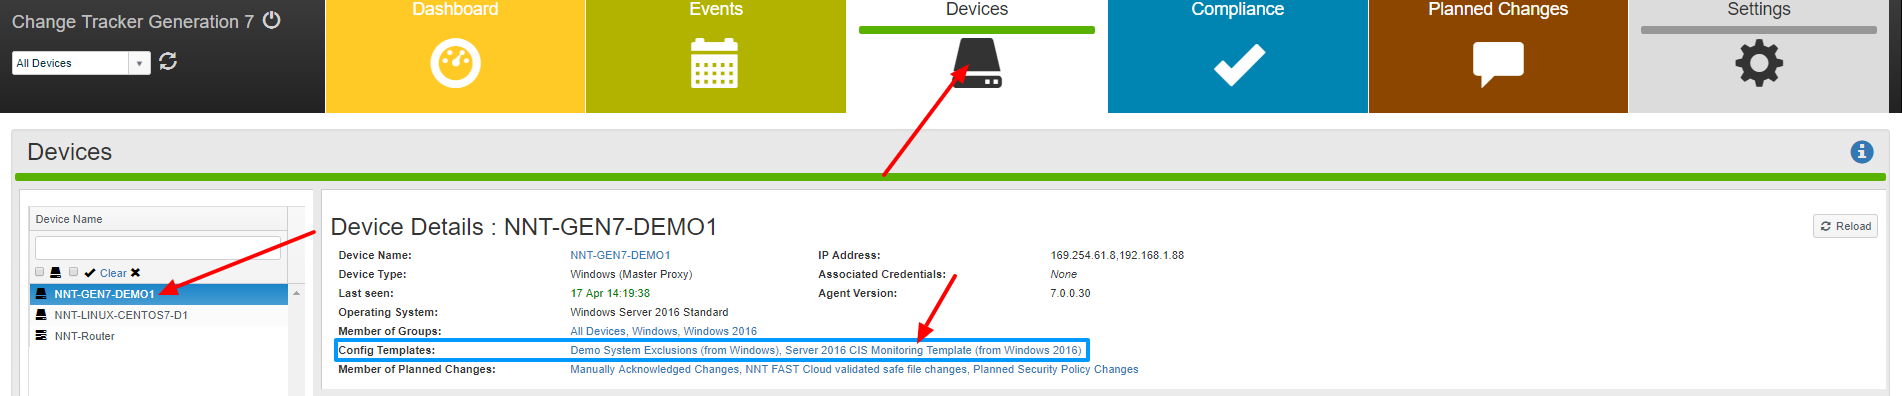 Change Tracker Generation 7
All Devices
Dashboard
Events
Devices
Compliance
Planned Changes
Settings
Devices
Device Name
Clear
NNT-GEN7-DEMO1
NNT-LINUX-CENTOS7-D1
NNT-Router
Device Details : NNT-GEN7-DEMO1
Reload
Device Name: NNT-GEN7-DEMO1 IP Address: 169.254.61.8,192.168.1.88
Device Type: Windows (Master Proxy) Associated Credentials: None
Last seen: 17 Apr 14:19:38 Agent Version: 7.0.0.30
Operating System: Windows Server 2016 Standard
Member of Groups: All Devices, Windows, Windows 2016
Config Templates: Demo System Exclusions (from Windows), Server 2016 CIS Monitoring Template (from Windows 2016)
Member of Planned Changes: Manually Acknowledged Changes, NNT FAST Cloud validated safe file changes, Planned Security Policy Changes